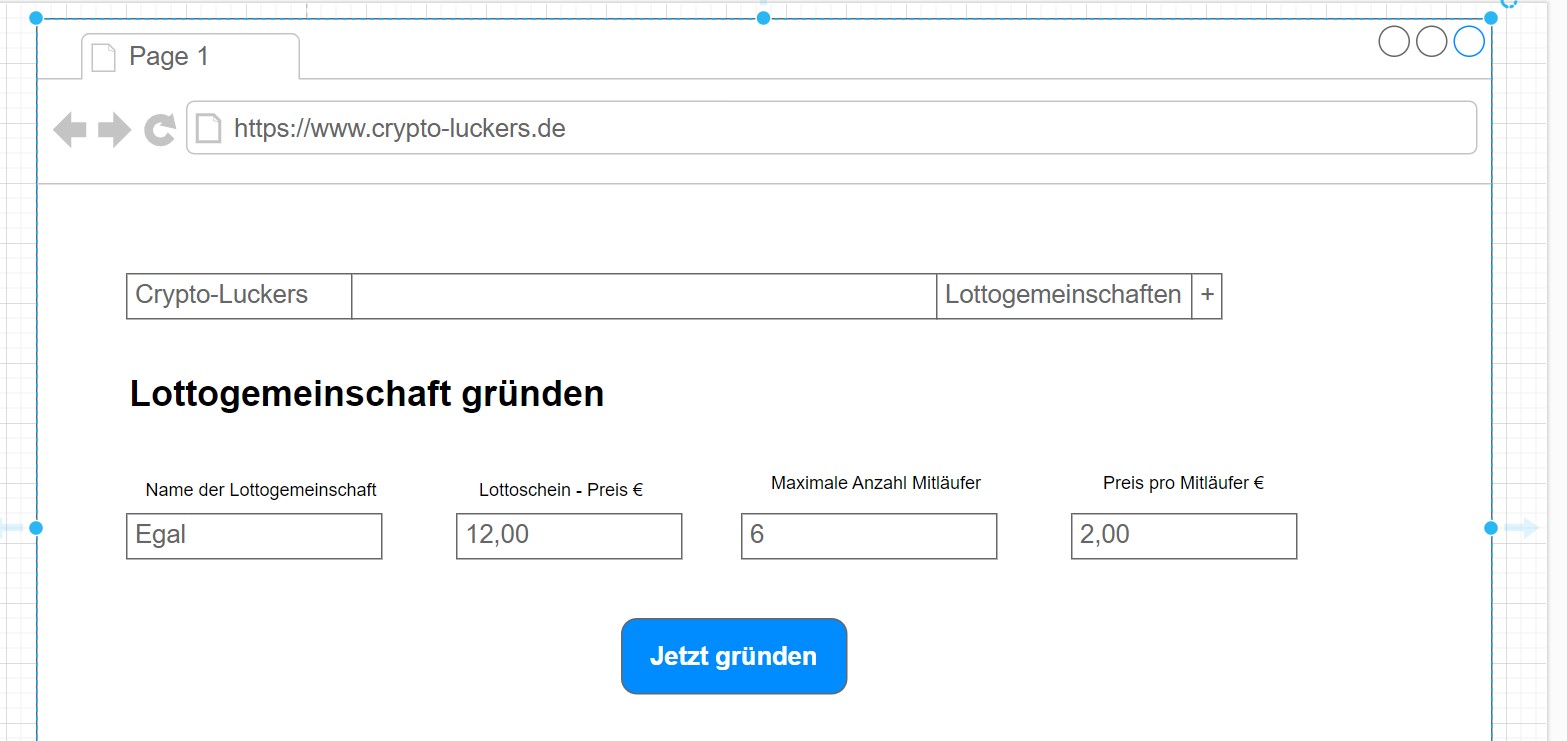 Page 1
https://www.crypto-luckers.de
Crypto-Luckers Lottogemeinschaften +
Lottogemeinschaft gründen
Name der Lottogemeinschaft Lottoschein - Preis € Maximale Anzahl Mitläufer Preis pro Mitläufer €
Egal 12,00 6 2,00
Jetzt gründen